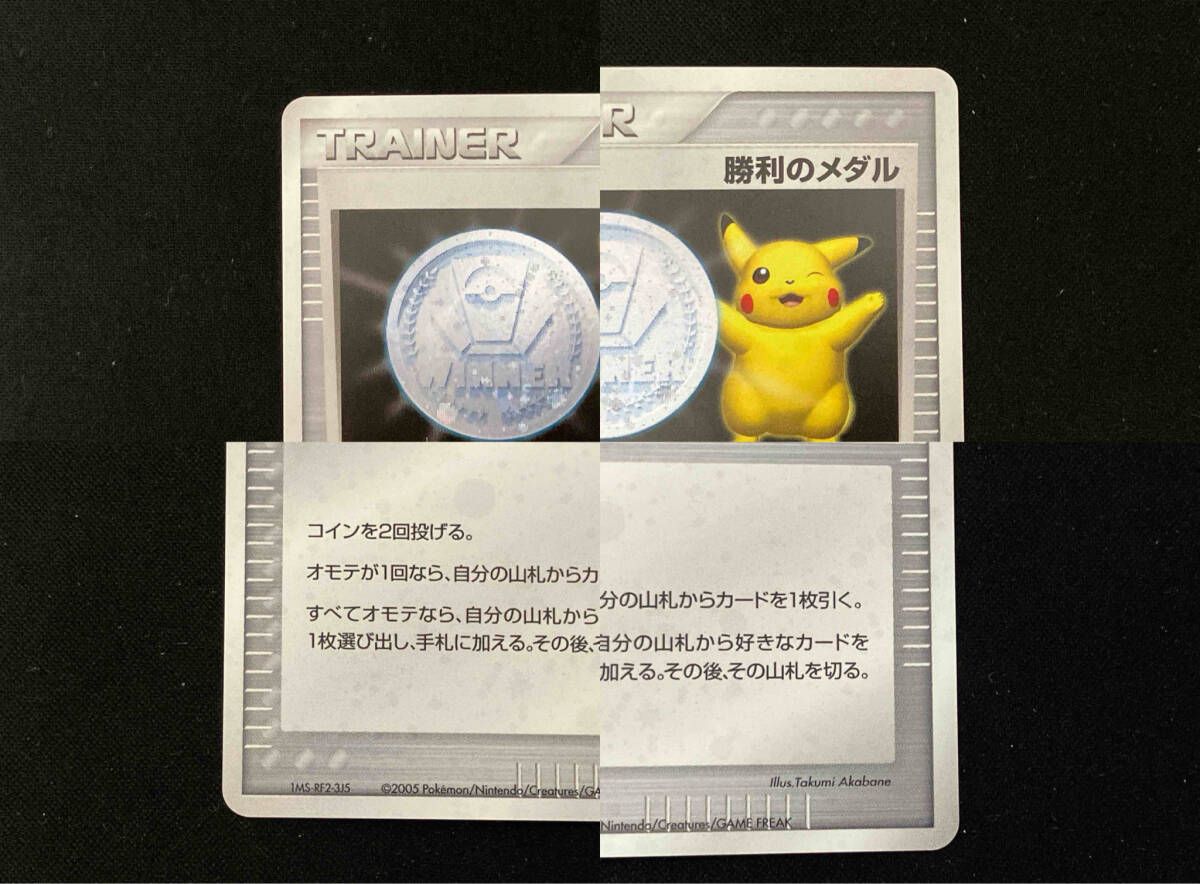 TRAINER
R
勝利のメダル
WINNER
NER
コインを2回投げる。
オモテが1回なら、自分の山札からカ
すべてオモテなら、自分の山札から
1枚選び出し、手札に加える。その後、
分の山札からカードを1枚引く。
自分の山札から好きなカードを
加える。その後、その山札を切る。
1MS-RF2-3J5
©2005 Pokémon/Nintendo/Creatures/GA
Illus.Takumi Akabane
Nintendo/Creatures/GAME FREAK